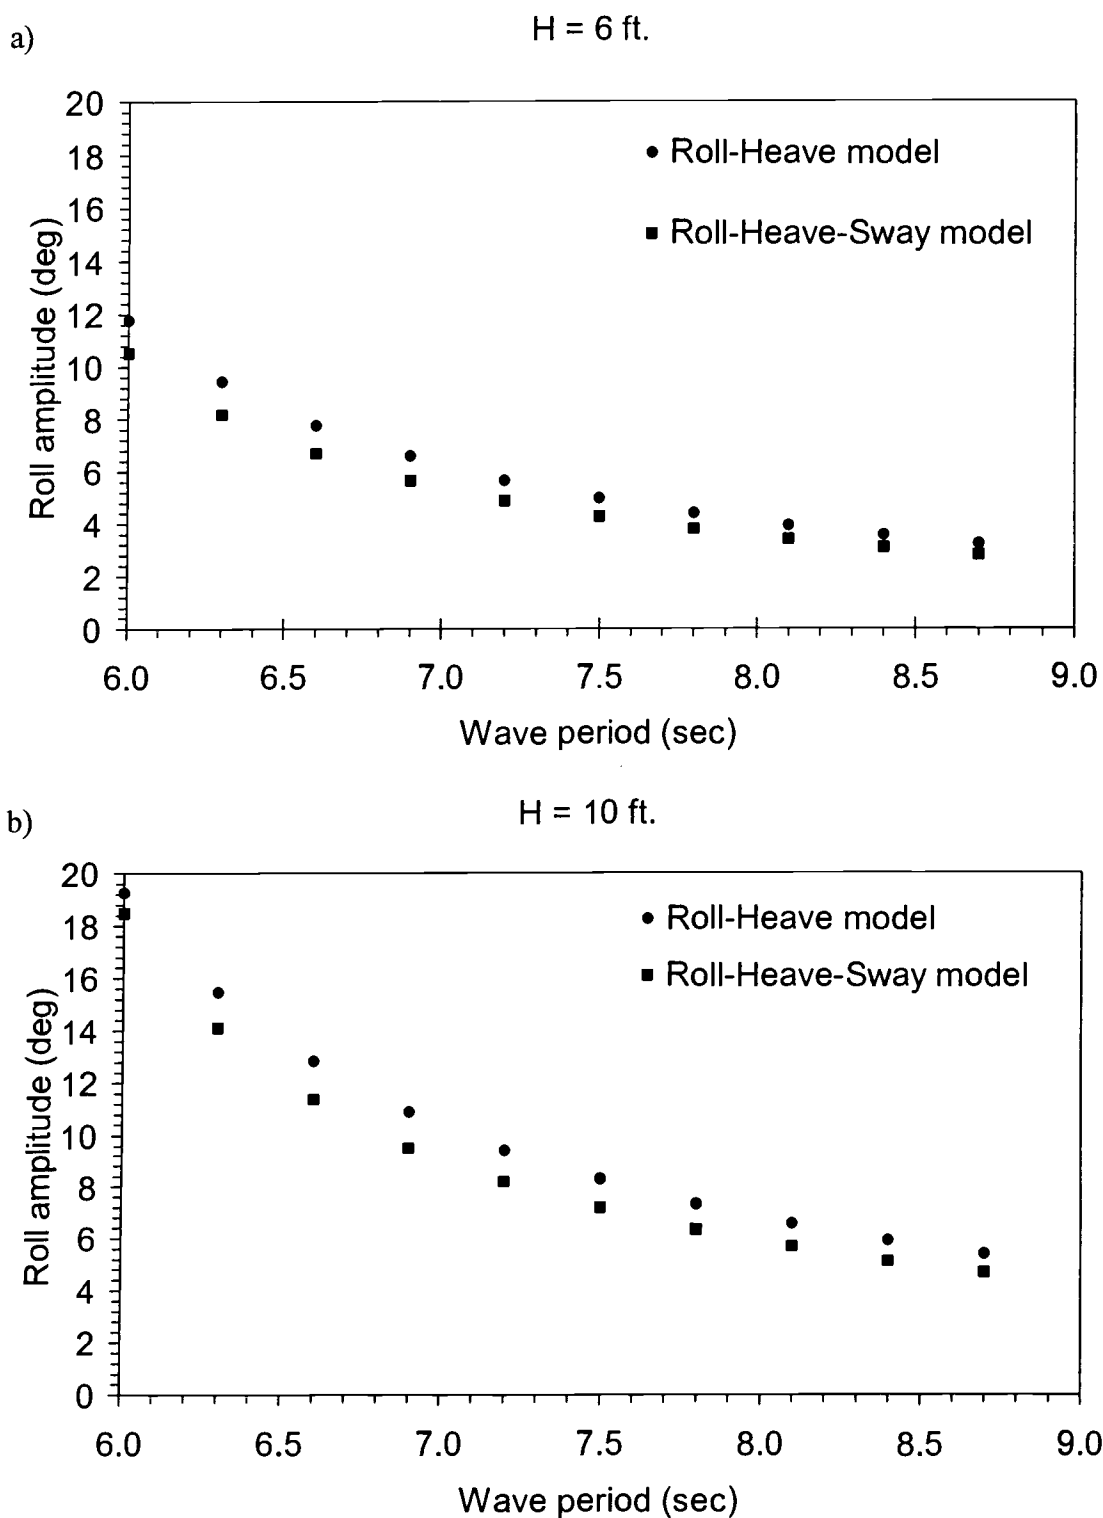 a)
H = 6 ft.
20
18
16
14
12
10
8
6
4
2
0
Roll amplitude (deg)
Roll-Heave model
Roll-Heave-Sway model
6.0 6.5 7.0 7.5 8.0 8.5 9.0
Wave period (sec)
b)
H = 10 ft.
20
18
16
14
12
10
8
6
4
2
0
Roll amplitude (deg)
Roll-Heave model
Roll-Heave-Sway model
6.0 6.5 7.0 7.5 8.0 8.5 9.0
Wave period (sec)